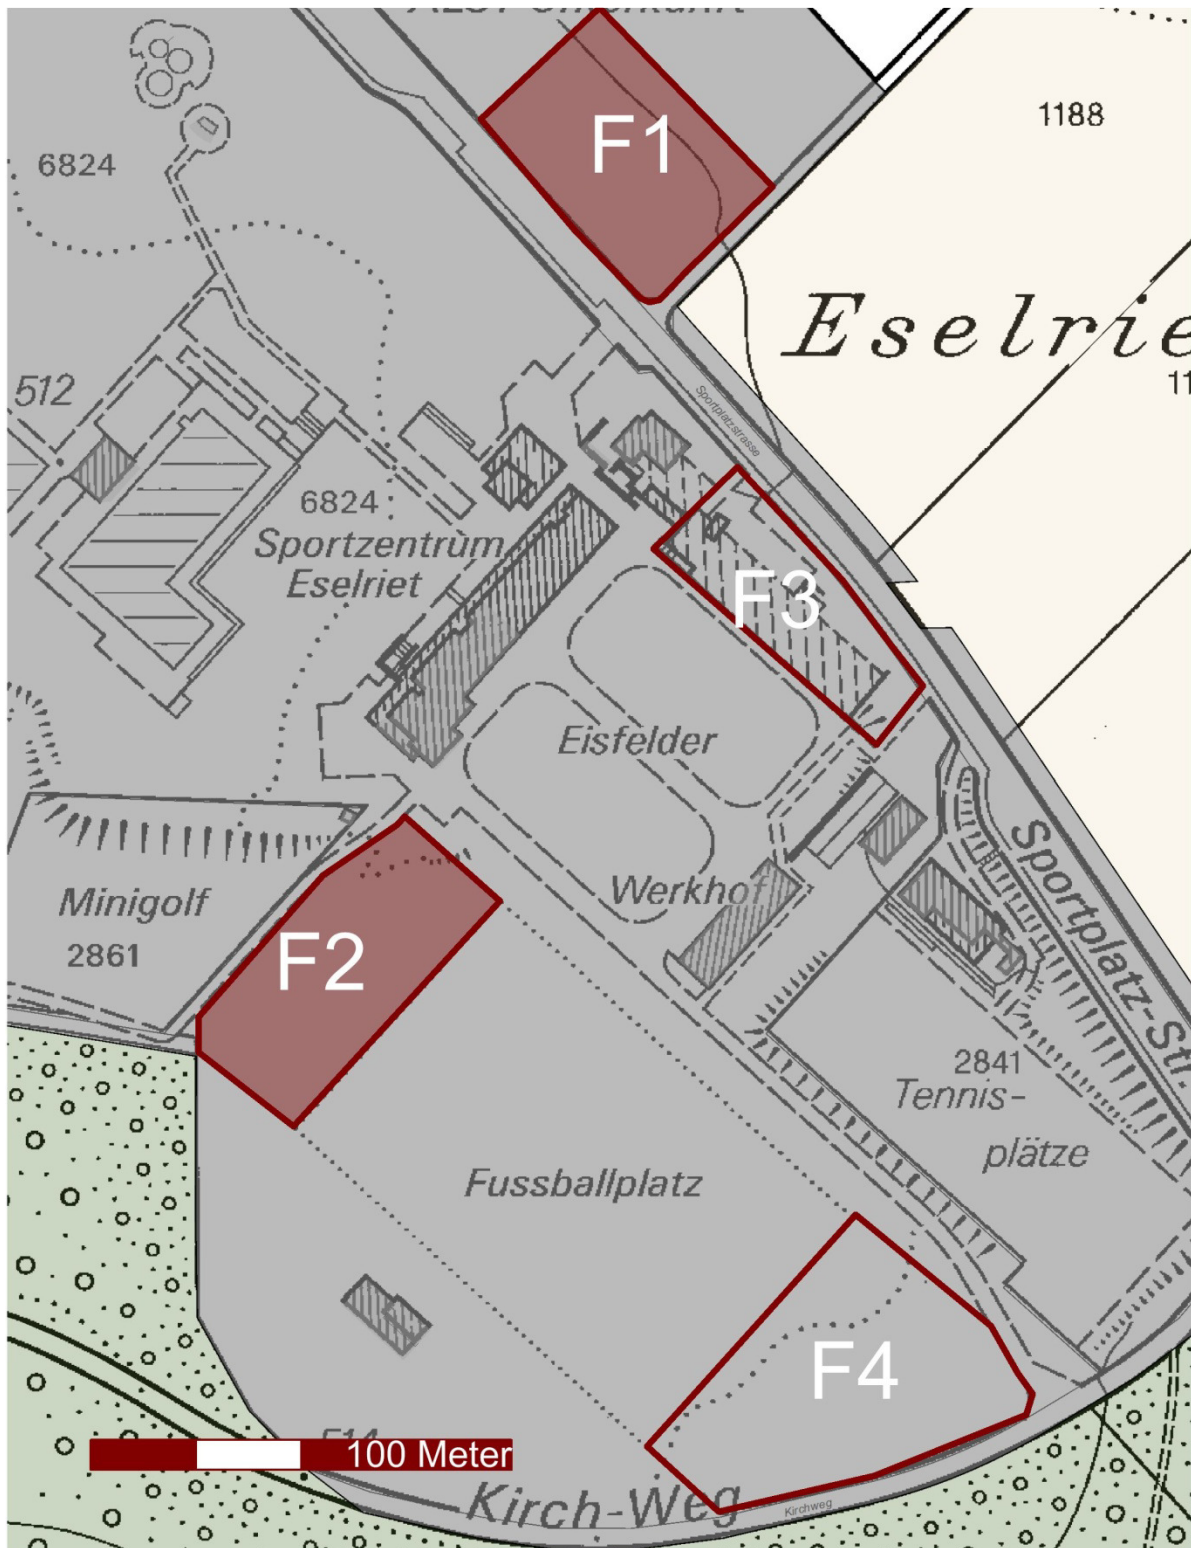 F1
1188
6824
Eselrie
11
512
Sportplatzstrasse
6824
Sportzentrum
Eselriet
F3
Eisfelder
Sportplatz-Str.
Werkhof
Minigolf
2861
F2
2841
Tennis-
plätze
Fussballplatz
F4
100 Meter
Kirch-Weg
Kirchweg